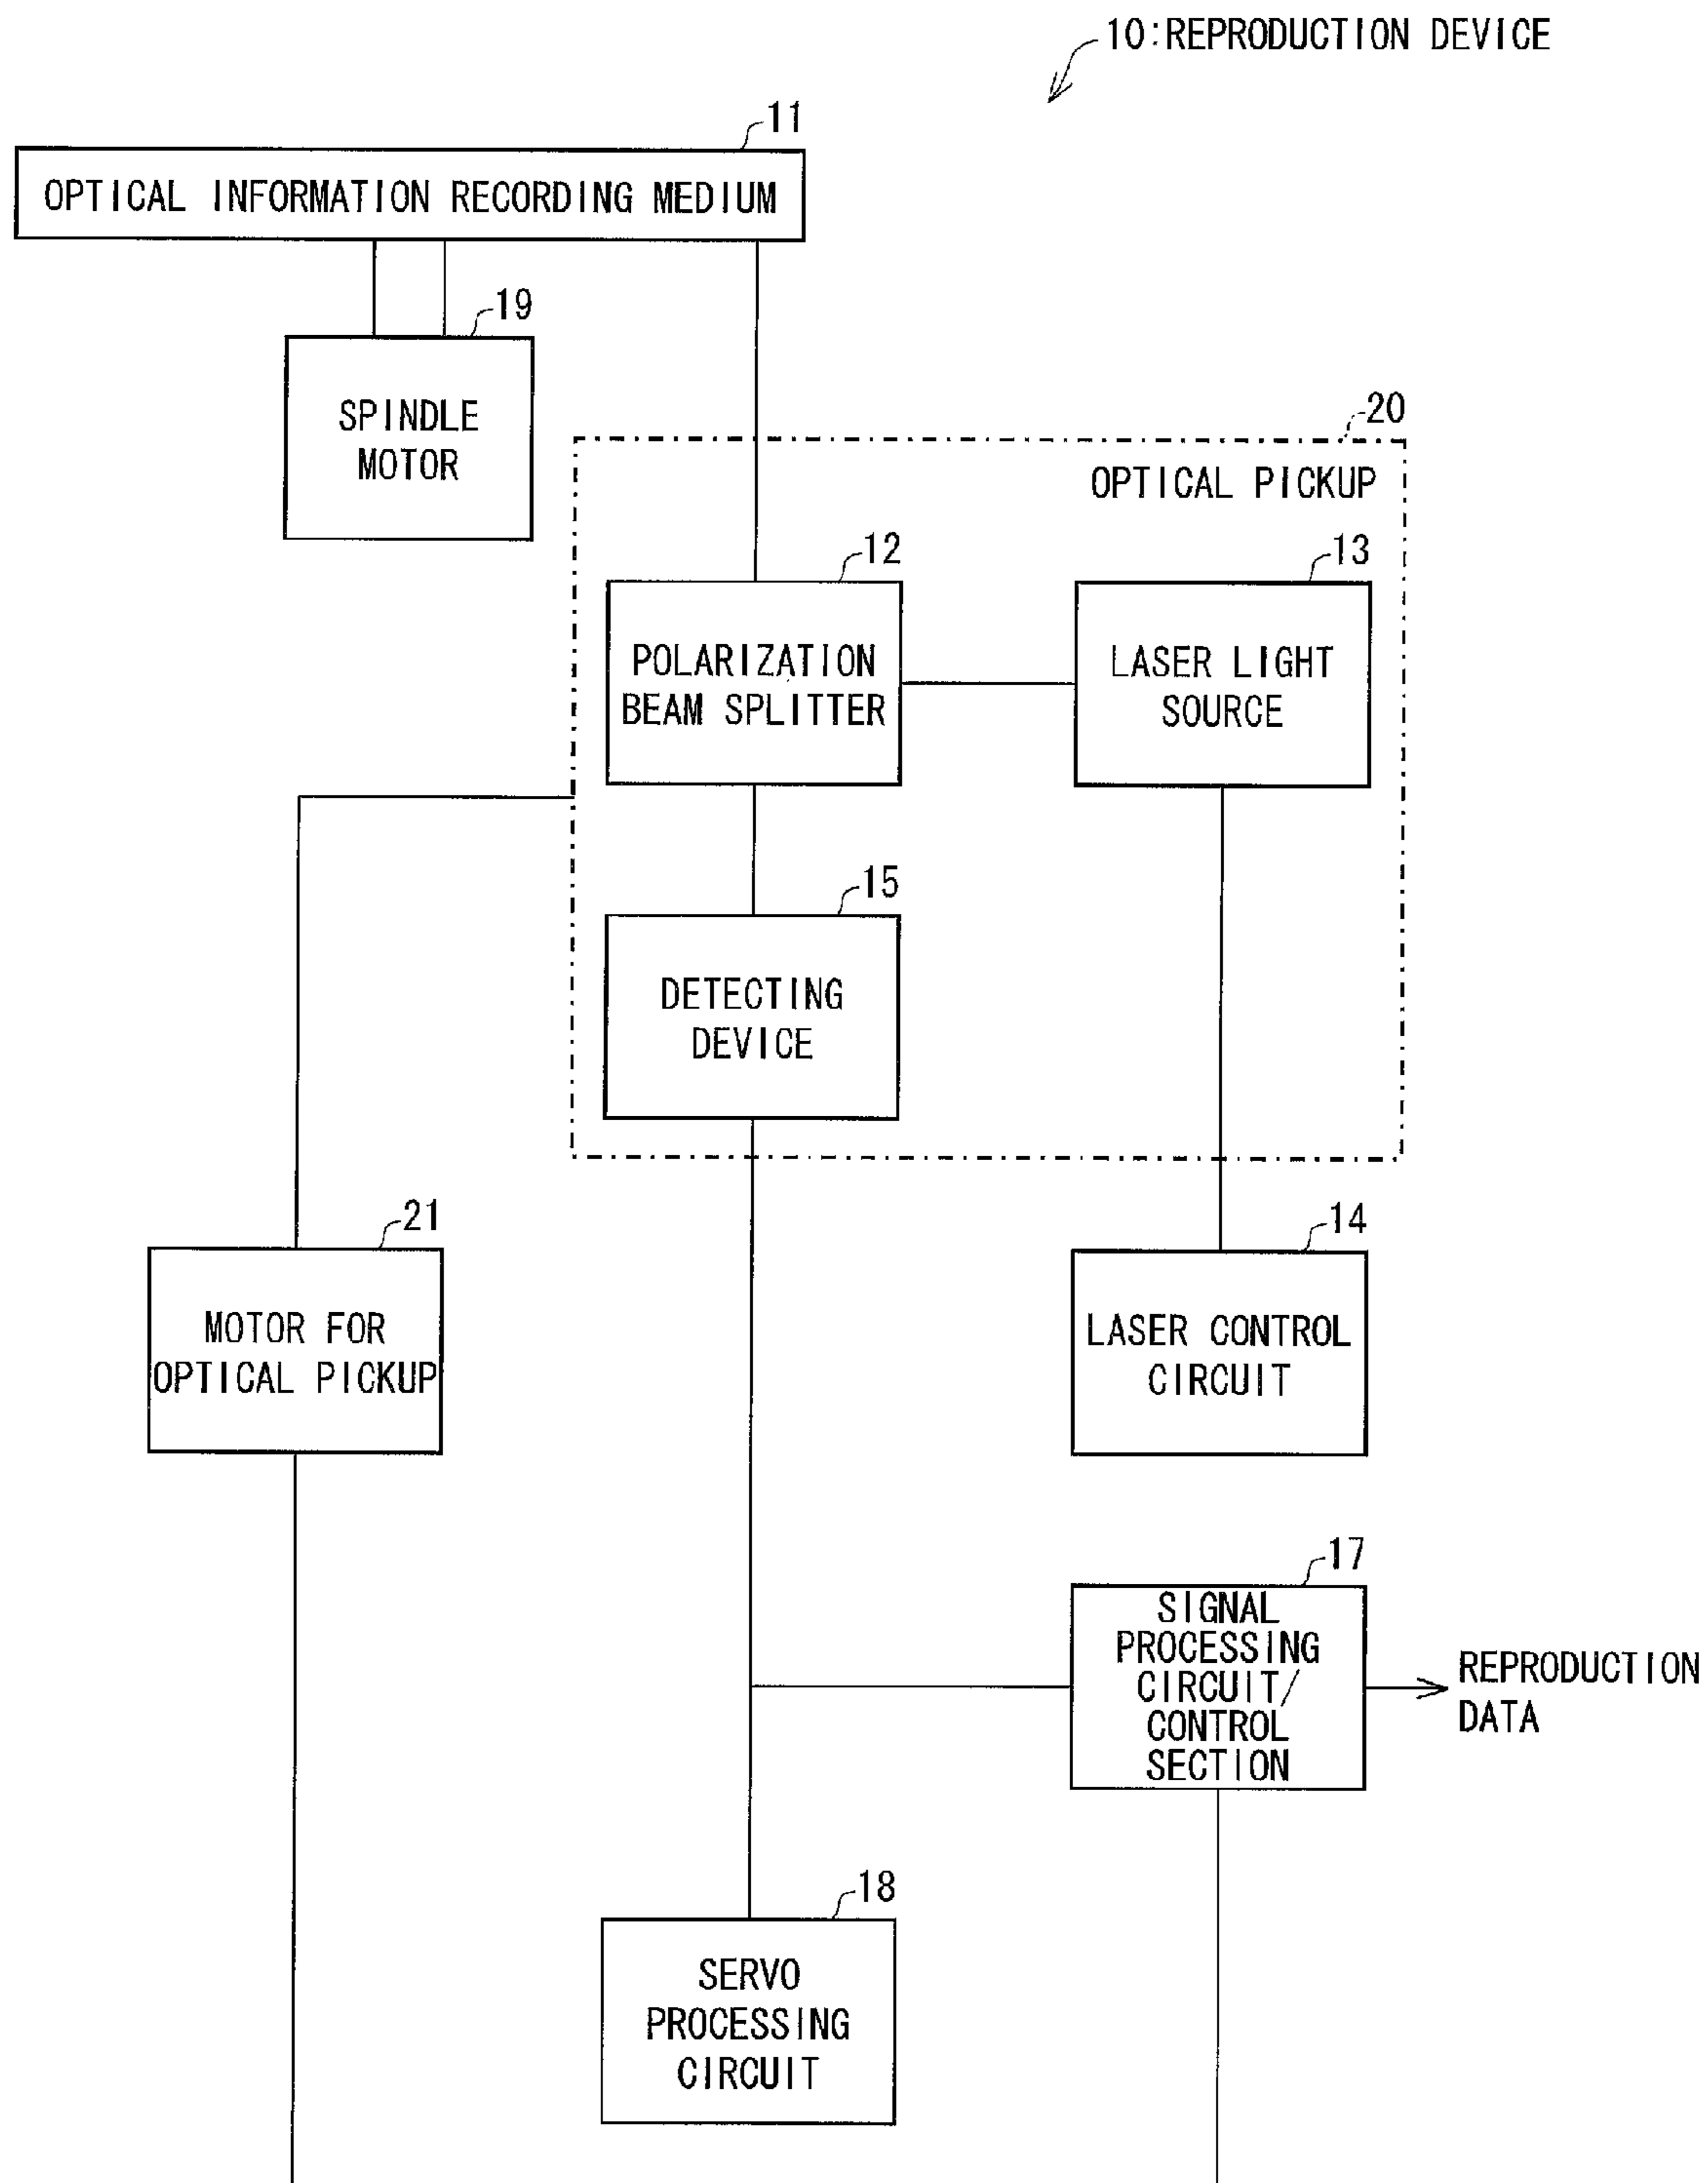 10:REPRODUCTION DEVICE
11
OPTICAL INFORMATION RECORDING MEDIUM
19
SPINDLE
MOTOR
20
OPTICAL PICKUP
12
POLARIZATION
BEAM SPLITTER
13
LASER LIGHT
SOURCE
15
DETECTING
DEVICE
21
MOTOR FOR
OPTICAL PICKUP
14
LASER CONTROL
CIRCUIT
17
SIGNAL
PROCESSING
CIRCUIT/
CONTROL
SECTION
REPRODUCTION
DATA
18
SERVO
PROCESSING
CIRCUIT